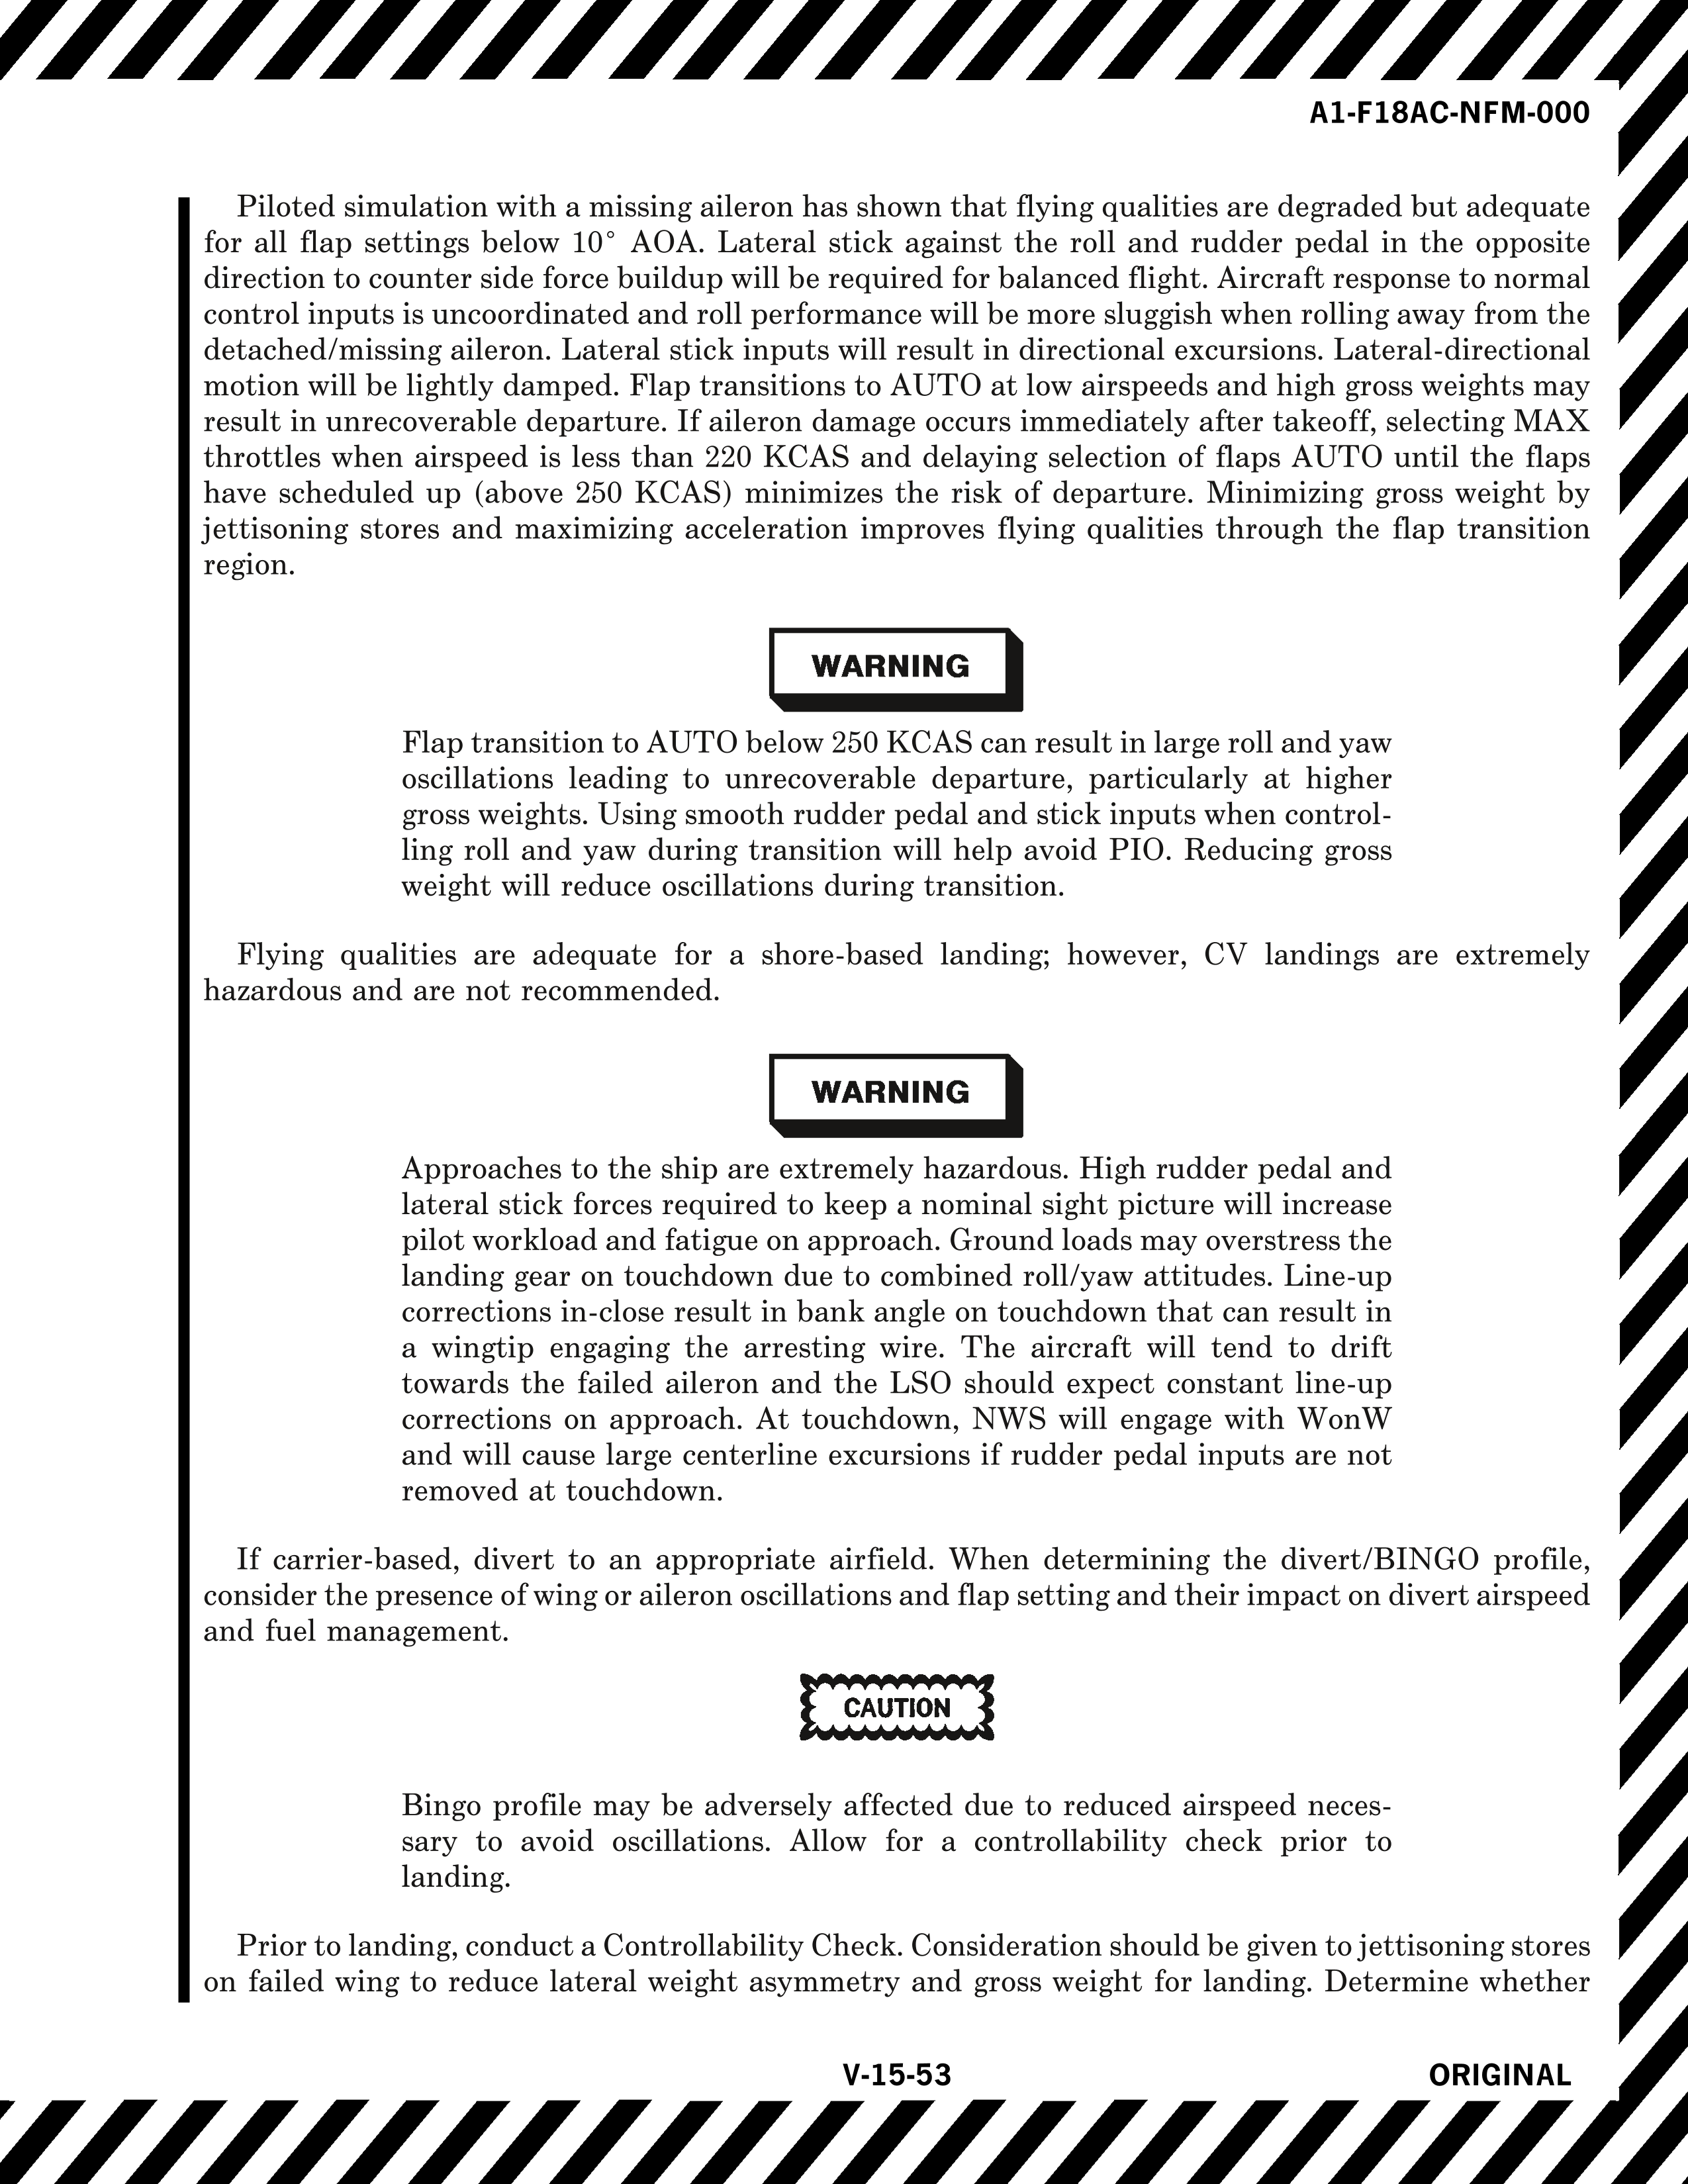 A1-F18AC-NFM-000
Piloted simulation with a missing aileron has shown that flying qualities are degraded but adequate
for all flap settings below 10° AOA. Lateral stick against the roll and rudder pedal in the opposite
direction to counter side force buildup will be required for balanced flight. Aircraft response to normal
control inputs is uncoordinated and roll performance will be more sluggish when rolling away from the
detached/missing aileron. Lateral stick inputs will result in directional excursions. Lateral-directional
motion will be lightly damped. Flap transitions to AUTO at low airspeeds and high gross weights may
result in unrecoverable departure. If aileron damage occurs immediately after takeoff, selecting MAX
throttles when airspeed is less than 220 KCAS and delaying selection of flaps AUTO until the flaps
have scheduled up (above 250 KCAS) minimizes the risk of departure. Minimizing gross weight by
jettisoning stores and maximizing acceleration improves flying qualities through the flap transition
region.
WARNING
Flap transition to AUTO below 250 KCAS can result in large roll and yaw
oscillations leading to unrecoverable departure, particularly at higher
gross weights. Using smooth rudder pedal and stick inputs when control-
ling roll and yaw during transition will help avoid PIO. Reducing gross
weight will reduce oscillations during transition.
Flying qualities are adequate for a shore-based landing; however, CV landings are extremely
hazardous and are not recommended.
WARNING
Approaches to the ship are extremely hazardous. High rudder pedal and
lateral stick forces required to keep a nominal sight picture will increase
pilot workload and fatigue on approach. Ground loads may overstress the
landing gear on touchdown due to combined roll/yaw attitudes. Line-up
corrections in-close result in bank angle on touchdown that can result in
a wingtip engaging the arresting wire. The aircraft will tend to drift
towards the failed aileron and the LSO should expect constant line-up
corrections on approach. At touchdown, NWS will engage with WonW
and will cause large centerline excursions if rudder pedal inputs are not
removed at touchdown.
If carrier-based, divert to an appropriate airfield. When determining the divert/BINGO profile,
consider the presence of wing or aileron oscillations and flap setting and their impact on divert airspeed
and fuel management.
CAUTION
Bingo profile may be adversely affected due to reduced airspeed neces-
sary to avoid oscillations. Allow for a controllability check prior to
landing.
Prior to landing, conduct a Controllability Check. Consideration should be given to jettisoning stores
on failed wing to reduce lateral weight asymmetry and gross weight for landing. Determine whether
V-15-53
ORIGINAL